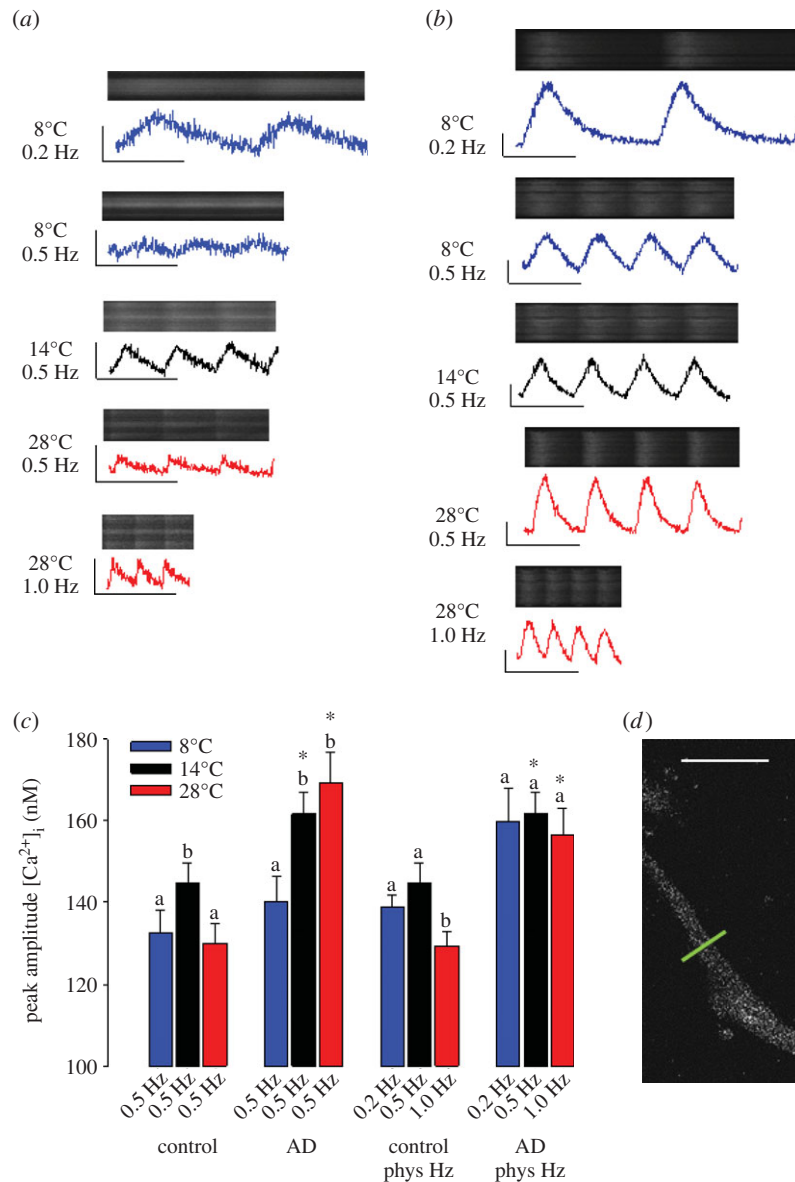 (a)
8°C
0.2 Hz
8°C
0.5 Hz
14°C
0.5 Hz
28°C
0.5 Hz
28°C
1.0 Hz
(b)
8°C
0.2 Hz
8°C
0.5 Hz
14°C
0.5 Hz
28°C
0.5 Hz
28°C
1.0 Hz
(c)
peak amplitude [Ca²⁺]ᵢ (nM)
180
160
140
130
120
100
8°C
14°C
28°C
a
b
a
a
*
b
*
b
a
a
b
a
*
a
*
a
0.5 Hz
0.5 Hz
0.5 Hz
0.5 Hz
0.5 Hz
0.5 Hz
0.2 Hz
0.5 Hz
1.0 Hz
0.2 Hz
0.5 Hz
1.0 Hz
control
AD
control
phys Hz
AD
phys Hz
(d)